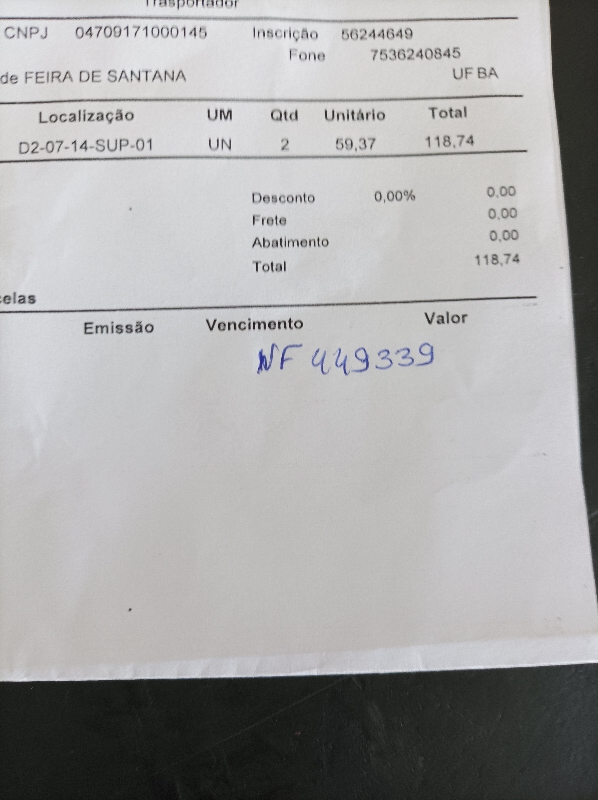 Trasportador
CNPJ 04709171000145 Inscrição 56244649
Fone 7536240845
de FEIRA DE SANTANA UF BA
Localização UM Qtd Unitário Total
D2-07-14-SUP-01 UN 2 59,37 118,74
Desconto 0,00% 0,00
Frete 0,00
Abatimento 0,00
Total 118,74
celas
Emissão Vencimento Valor
NF 449339